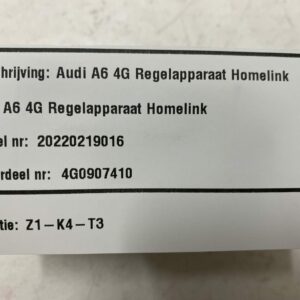 hrijving: Audi A6 4G Regelapparaat Homelink
A6 4G Regelapparaat Homelink
el nr: 20220219016
rdeel nr: 4G0907410
tie: Z1-K4-T3